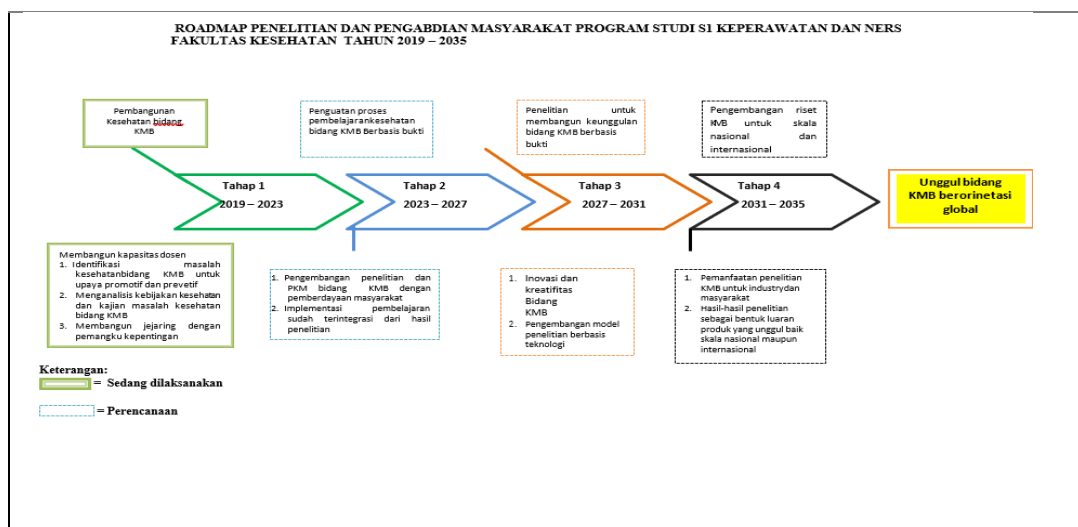 ROADMAP PENELITIAN DAN PENGABDIAN MASYARAKAT PROGRAM STUDI S1 KEPERAWATAN DAN NERS
FAKULTAS KESEHATAN TAHUN 2019 – 2035
Pembangunan
Kesehatan bidang
KMB
Penguatan proses
pembelajarankesehatan
bidang KMB Berbasis bukti
Penelitian untuk
membangun keunggulan
bidang KMB berbasis
bukti
Pengembangan riset
KMB untuk skala
nasional dan
internasional
Tahap 1
2019 – 2023
Tahap 2
2023 – 2027
Tahap 3
2027 – 2031
Tahap 4
2031 – 2035
Unggul bidang
KMB berorinetasi
global
Membangun kapasitas dosen
1. Identifikasi masalah
kesehatanbidang KMB untuk
upaya promotif dan prevetif
2. Menganalisis kebijakan kesehatan
dan kajian masalah kesehatan
bidang KMB
3. Membangun jejaring dengan
pemangku kepentingan
1. Pengembangan penelitian dan
PKM bidang KMB dengan
pemberdayaan masyarakat
2. Implementasi pembelajaran
sudah terintegrasi dari hasil
penelitian
1. Inovasi dan
kreatifitas
Bidang
KMB
2. Pengembangan model
penelitian berbasis
teknologi
1. Pemanfaatan penelitian
KMB untuk industrydan
masyarakat
2. Hasil-hasil penelitian
sebagai bentuk luaran
produk yang unggul baik
skala nasional maupun
internasional
Keterangan:
= Sedang dilaksanakan
= Perencanaan